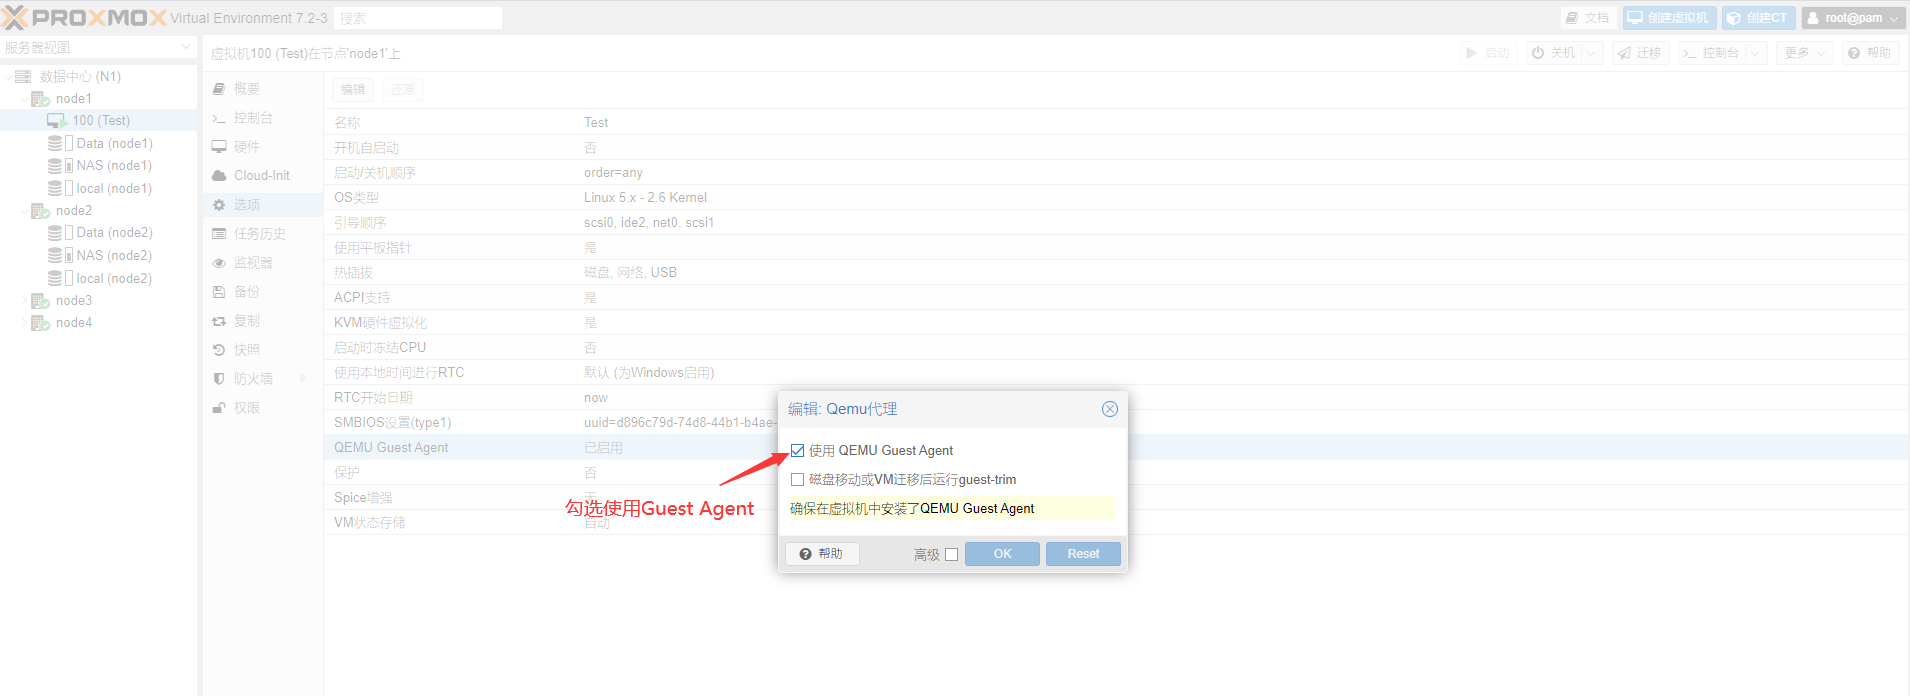 PROXMOX Virtual Environment 7.2-3 搜索 文档 创建虚拟机 创建CT root@pam
服务器视图
数据中心 (N1)
node1
100 (Test)
Data (node1)
NAS (node1)
local (node1)
node2
Data (node2)
NAS (node2)
local (node2)
node3
node4
虚拟机100 (Test)在节点'node1'上 启动 关机 迁移 控制台 更多 帮助
概要
控制台
硬件
Cloud-Init
选项
任务历史
监视器
备份
复制
快照
防火墙
权限
编辑 还原
名称 Test
开机自启动 否
启动/关机顺序 order=any
OS类型 Linux 5.x - 2.6 Kernel
引导顺序 scsi0, ide2, net0, scsi1
使用平板指针 是
热插拔 磁盘, 网络, USB
ACPI支持 是
KVM硬件虚拟化 是
启动时冻结CPU 否
使用本地时间进行RTC 默认 (为Windows启用)
RTC开始日期 now
SMBIOS设置(type1) uuid=d896c79d-74d8-44b1-b4ae-
QEMU Guest Agent 已启用
保护 否
Spice增强 无
VM状态存储 自动
勾选使用Guest Agent
编辑: Qemu代理
使用 QEMU Guest Agent
磁盘移动或VM迁移后运行guest-trim
确保在虚拟机中安装了QEMU Guest Agent
帮助 高级 OK Reset